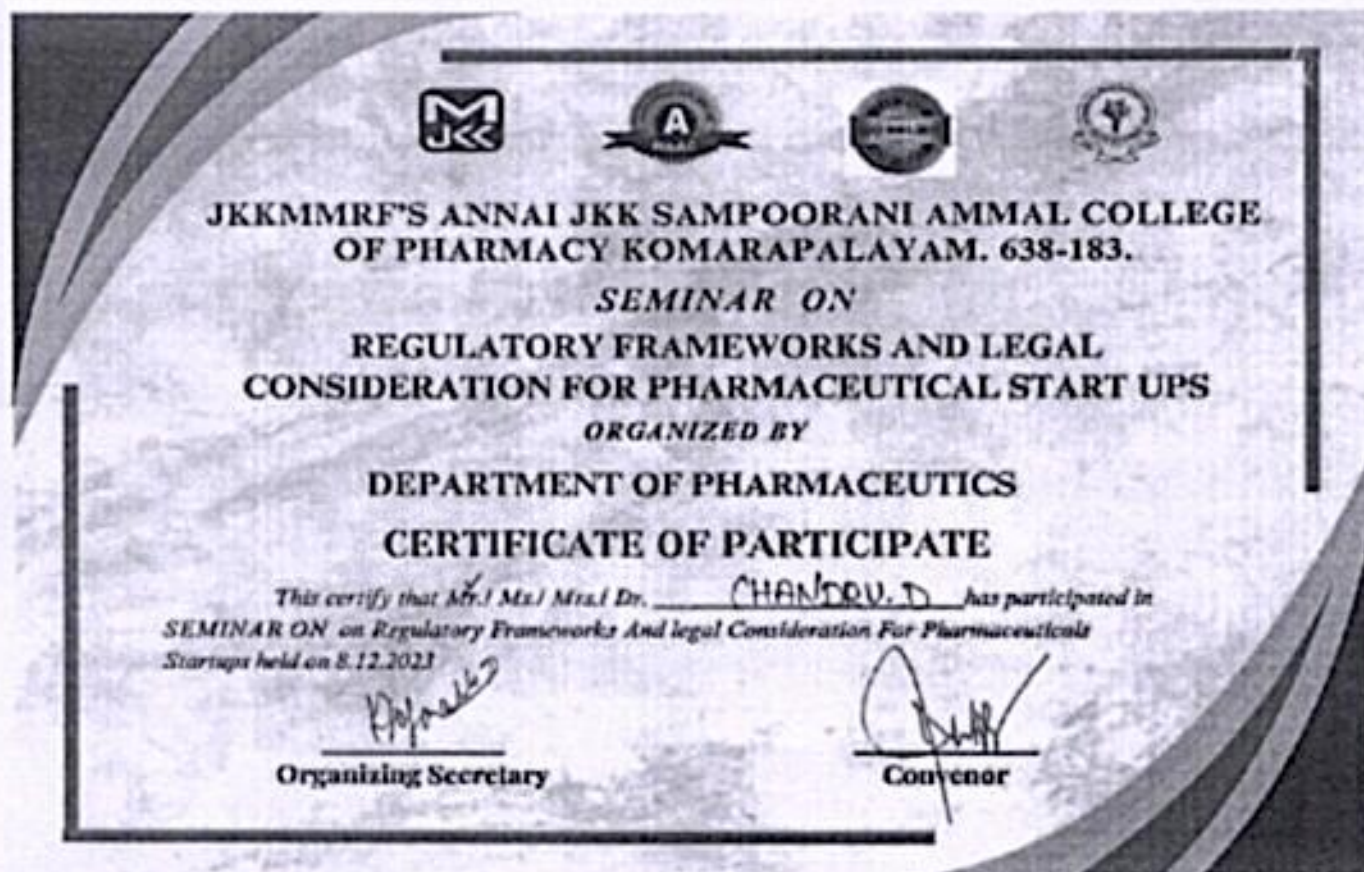 M
JKK
A
JKKMMRF'S ANNAI JKK SAMPOORANI AMMAL COLLEGE
OF PHARMACY KOMARAPALAYAM. 638-183.
SEMINAR ON
REGULATORY FRAMEWORKS AND LEGAL
CONSIDERATION FOR PHARMACEUTICAL START UPS
ORGANIZED BY
DEPARTMENT OF PHARMACEUTICS
CERTIFICATE OF PARTICIPATE
This certify that Mr./ Ms./ Mrs./ Dr. CHANDRU. D has participated in
SEMINAR ON on Regulatory Frameworks And legal Consideration For Pharmaceuticals
Startups held on 8.12.2023
Organizing Secretary
Convenor